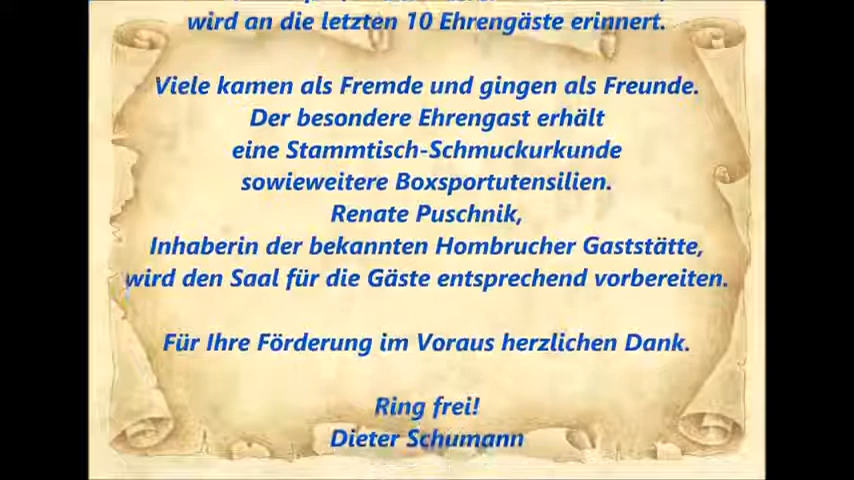 wird an die letzten 10 Ehrengäste erinnert.
Viele kamen als Fremde und gingen als Freunde.
Der besondere Ehrengast erhält
eine Stammtisch-Schmuckurkunde
sowieweitere Boxsportutensilien.
Renate Puschnik,
Inhaberin der bekannten Hombrucher Gaststätte,
wird den Saal für die Gäste entsprechend vorbereiten.
Für Ihre Förderung im Voraus herzlichen Dank.
Ring frei!
Dieter Schumann